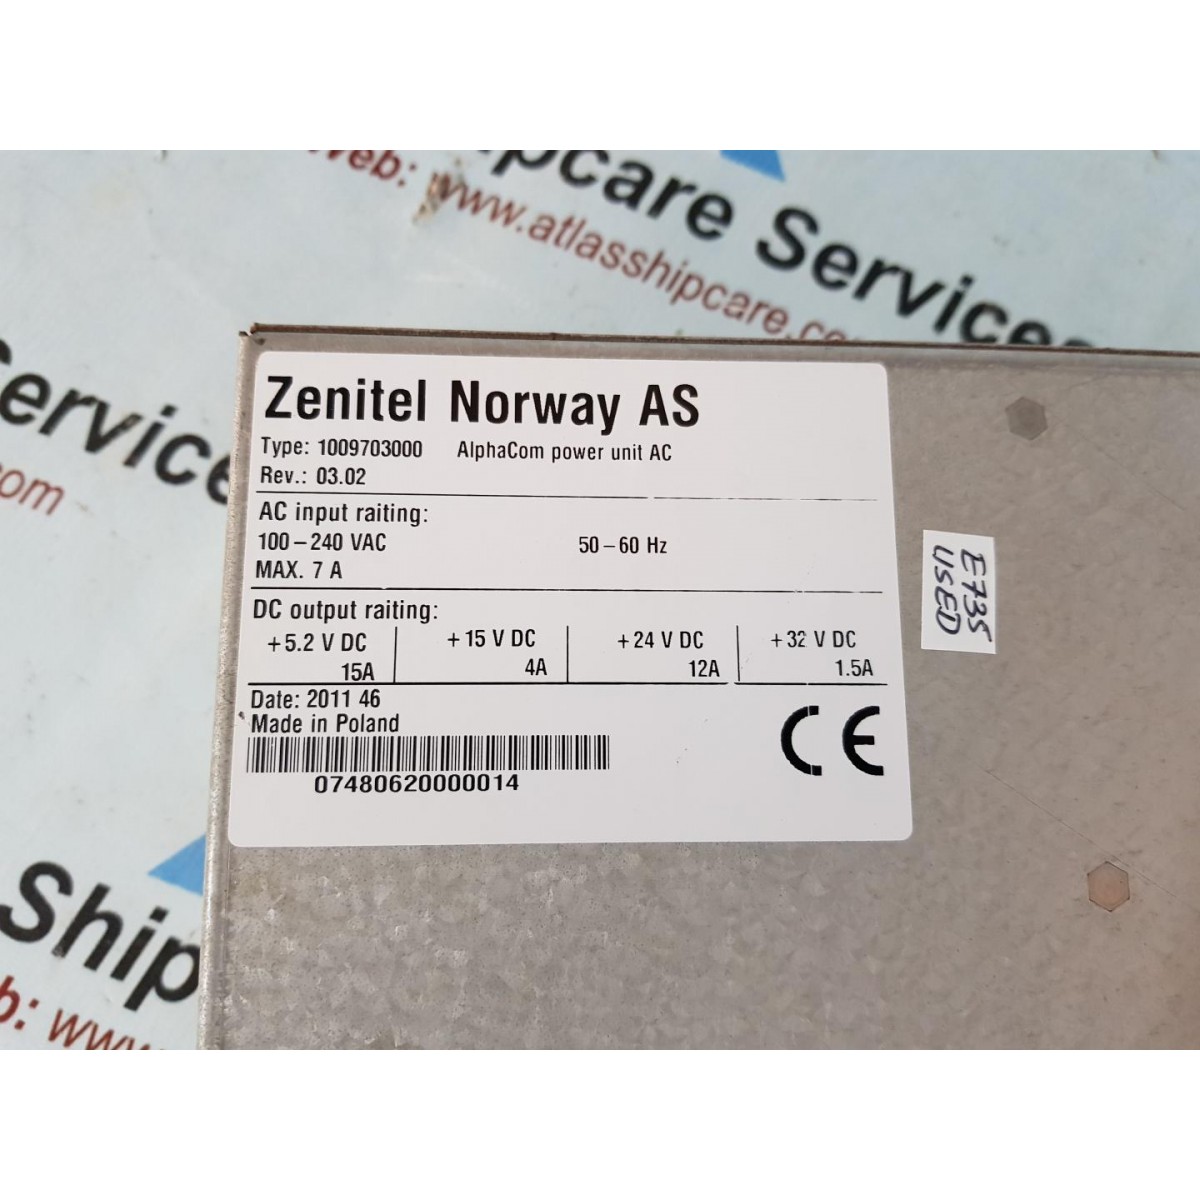 Shipcare Services
Web: www.atlasshipcare.co
Services
om
Zenitel Norway AS
Type: 1009703000 AlphaCom power unit AC
Rev.: 03.02
AC input raiting:
100–240 VAC 50–60 Hz
MAX. 7 A
DC output raiting:
+5.2 V DC +15 V DC +24 V DC +32 V DC
15A 4A 12A 1.5A
Date: 2011 46
Made in Poland
CE
07480620000014
E735
USED
Ship
b: www